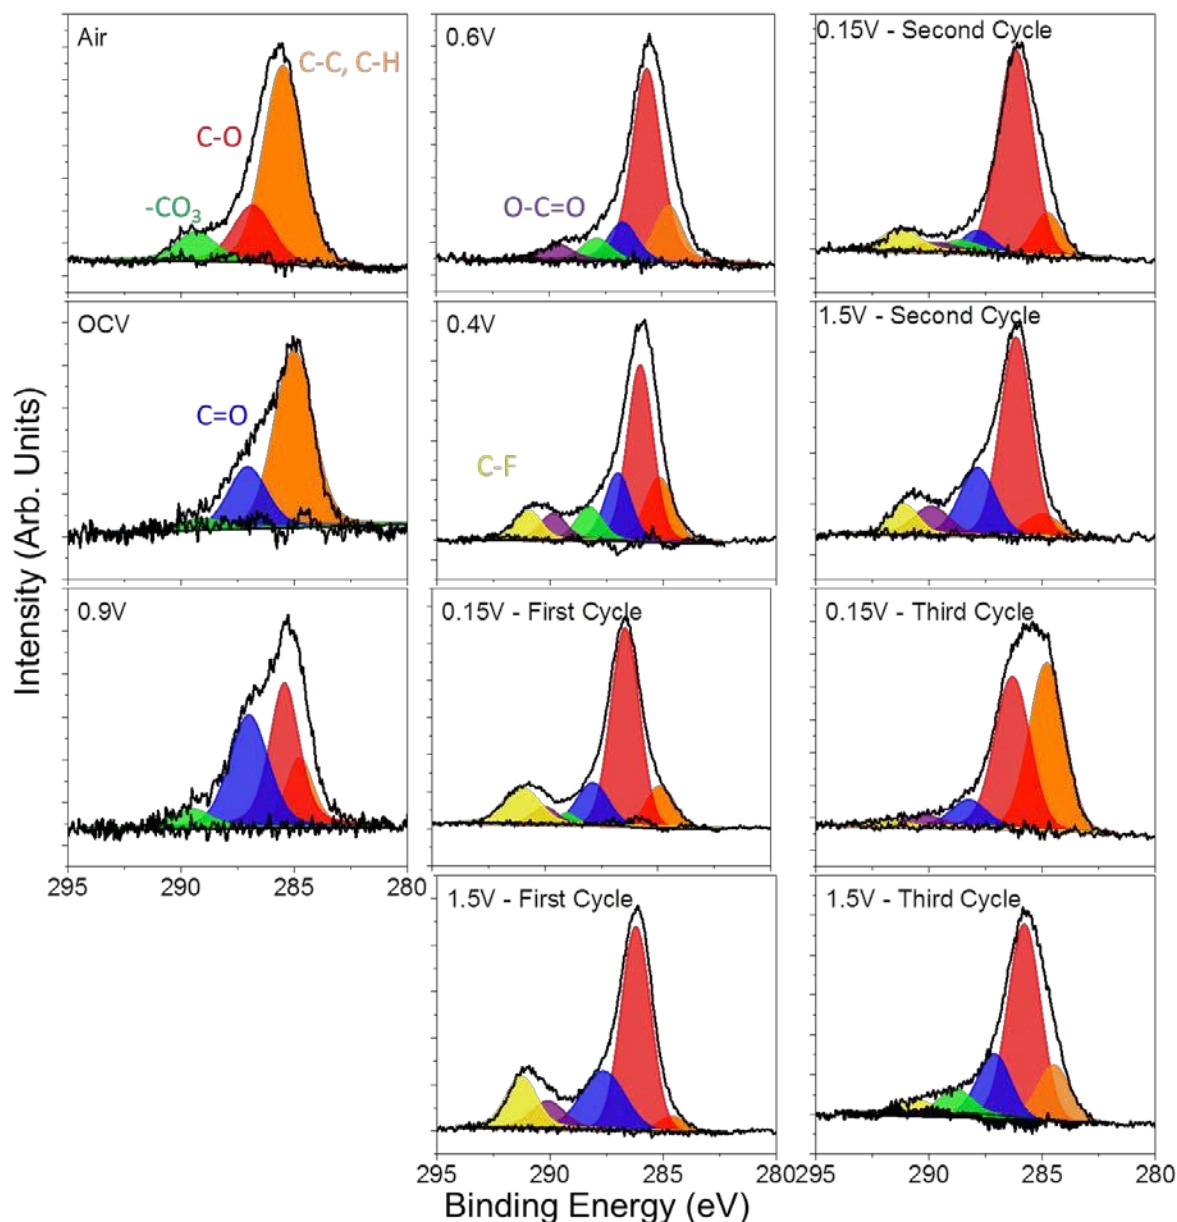 Air
C-C, C-H
C-O
-CO3
0.6V
O-C=O
0.15V - Second Cycle
OCV
C=O
0.4V
C-F
1.5V - Second Cycle
0.9V
0.15V - First Cycle
0.15V - Third Cycle
295 290 285 280
1.5V - First Cycle
1.5V - Third Cycle
295 290 285 280
295 290 285 280
Intensity (Arb. Units)
Binding Energy (eV)